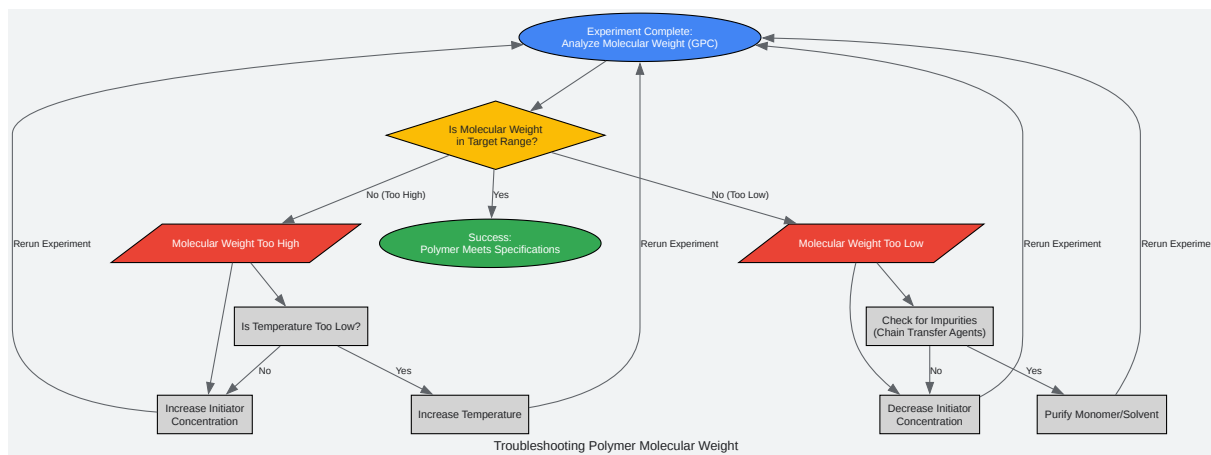 Experiment Complete:
Analyze Molecular Weight (GPC)
Is Molecular Weight
in Target Range?
No (Too High)
Yes
No (Too Low)
Molecular Weight Too High
Success:
Polymer Meets Specifications
Molecular Weight Too Low
Rerun Experiment
Rerun Experiment
Rerun Experiment
Rerun Experime
Is Temperature Too Low?
Check for Impurities
(Chain Transfer Agents)
No
Yes
No
Yes
Increase Initiator
Concentration
Increase Temperature
Decrease Initiator
Concentration
Purify Monomer/Solvent
Troubleshooting Polymer Molecular Weight